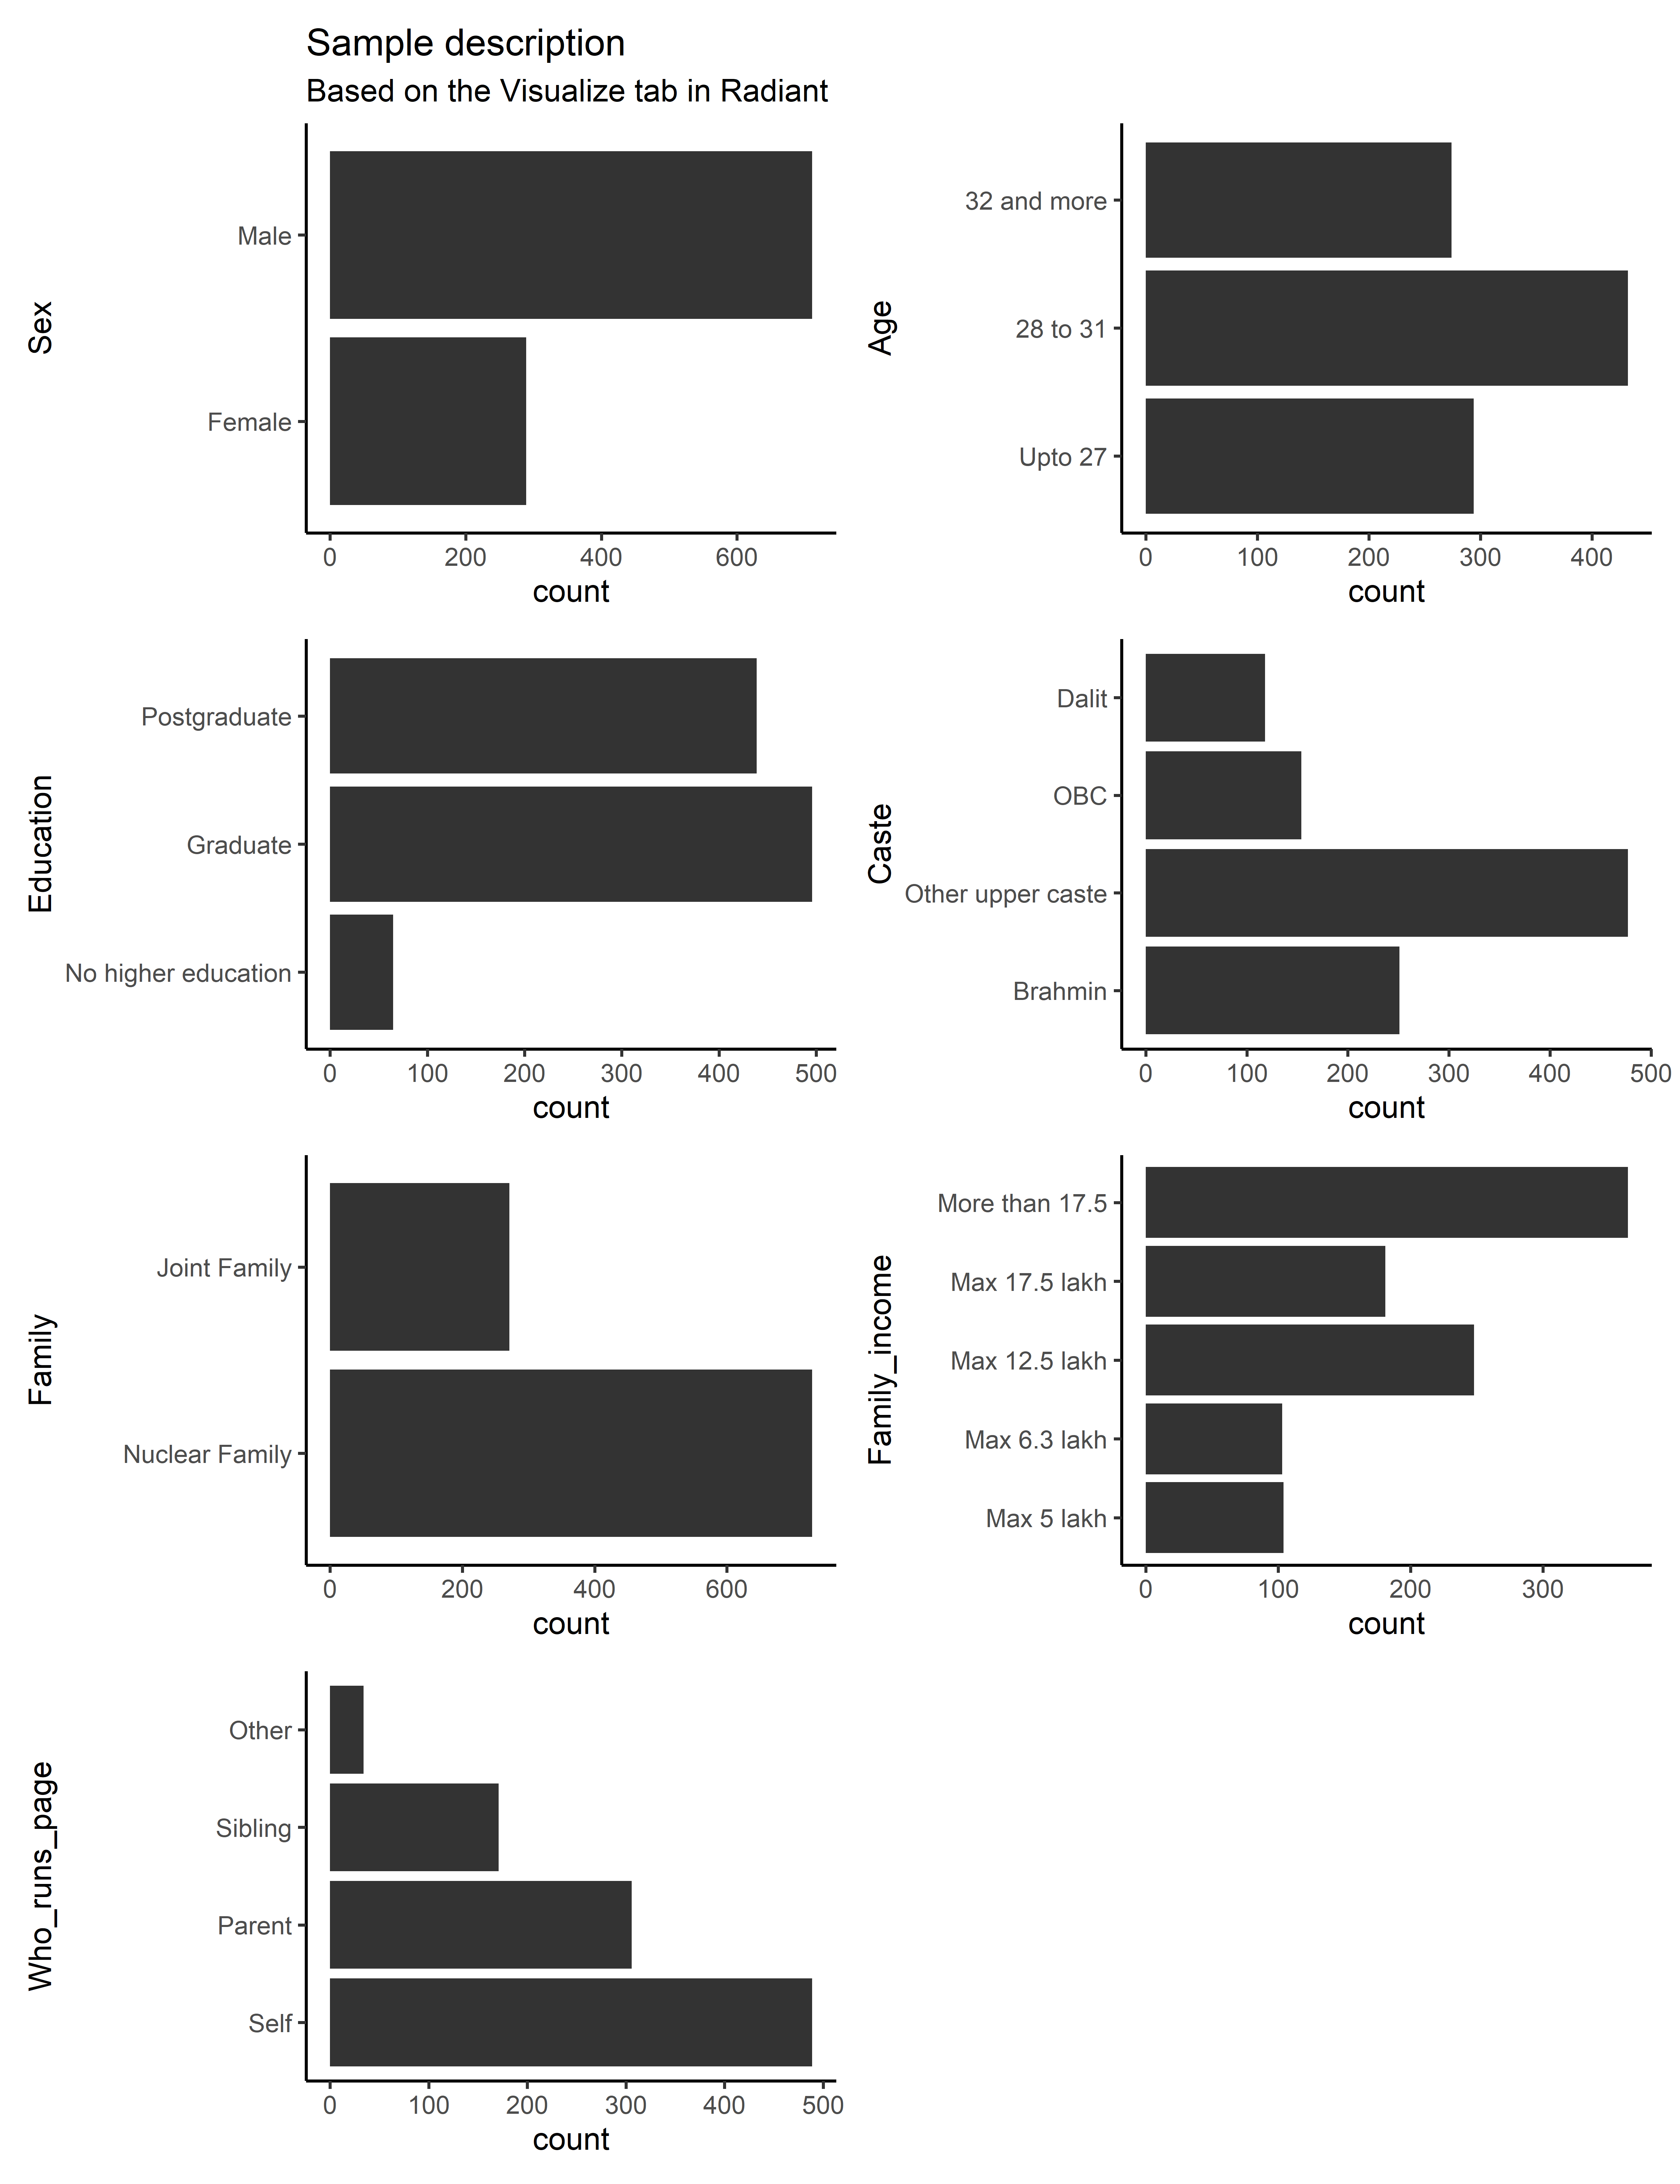 Sample description
Based on the Visualize tab in Radiant
Sex
Male
Female
0 200 400 600
count
Age
32 and more
28 to 31
Upto 27
0 100 200 300 400
count
Education
Postgraduate
Graduate
No higher education
0 100 200 300 400 500
count
Caste
Dalit
OBC
Other upper caste
Brahmin
0 100 200 300 400 500
count
Family
Joint Family
Nuclear Family
0 200 400 600
count
Family_income
More than 17.5
Max 17.5 lakh
Max 12.5 lakh
Max 6.3 lakh
Max 5 lakh
0 100 200 300
count
Who_runs_page
Other
Sibling
Parent
Self
0 100 200 300 400 500
count